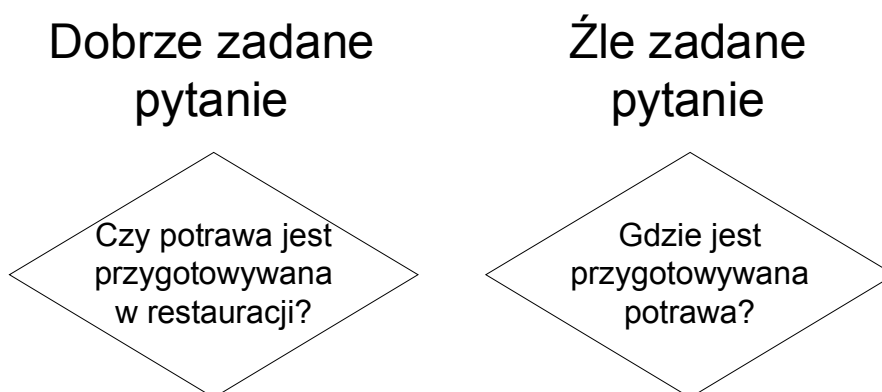 Dobrze zadane
pytanie
Czy potrawa jest
przygotowywana
w restauracji?
Źle zadane
pytanie
Gdzie jest
przygotowywana
potrawa?